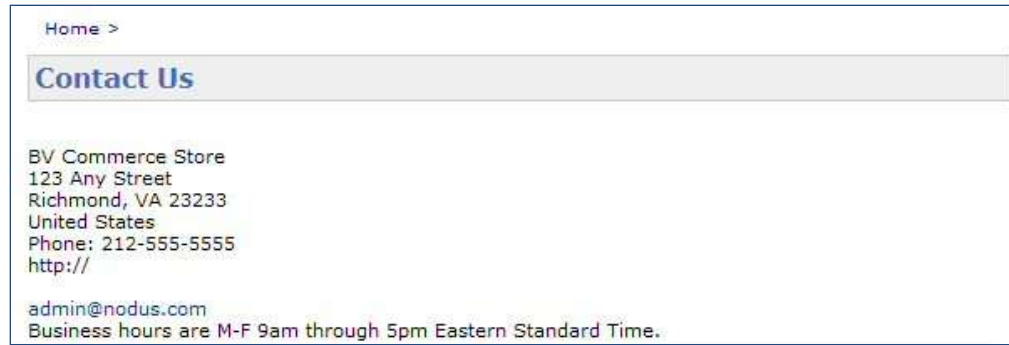 Home >
Contact Us
BV Commerce Store
123 Any Street
Richmond, VA 23233
United States
Phone: 212-555-5555
http://
admin@nodus.com
Business hours are M-F 9am through 5pm Eastern Standard Time.